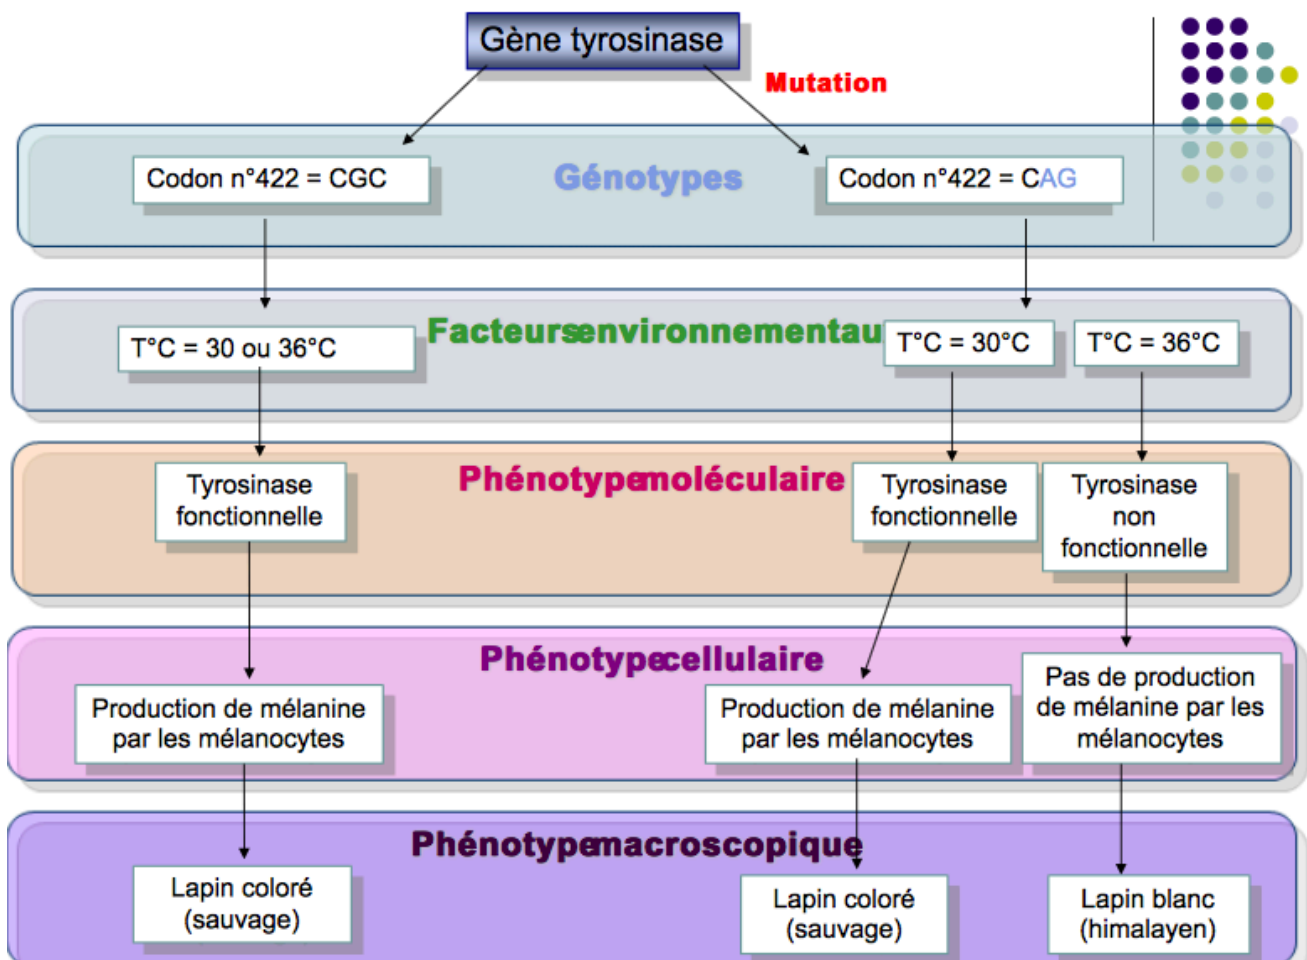 Gène tyrosinase
Mutation
Génotypes
Codon n°422 = CGC
Codon n°422 = CAG
Facteursenvironnementau
T°C = 30 ou 36°C
T°C = 30°C
T°C = 36°C
Phénotypemoléculaire
Tyrosinase
fonctionnelle
Tyrosinase
fonctionnelle
Tyrosinase
non
fonctionnelle
Phénotypecellulaire
Production de mélanine
par les mélanocytes
Production de mélanine
par les mélanocytes
Pas de production
de mélanine par les
mélanocytes
Phénotypemacroscopique
Lapin coloré
(sauvage)
Lapin coloré
(sauvage)
Lapin blanc
(himalayen)